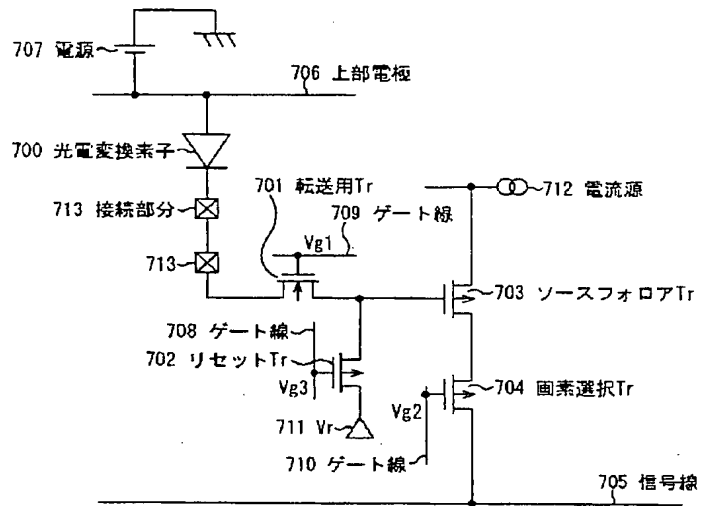 707 電源
706 上部電極
700 光電変換素子
701 転送用Tr
712 電流源
713 接続部分
709 ゲート線
Vg1
713
703 ソースフォロアTr
708 ゲート線
702 リセットTr
704 画素選択Tr
Vg3
Vg2
711 Vr
710 ゲート線
705 信号線